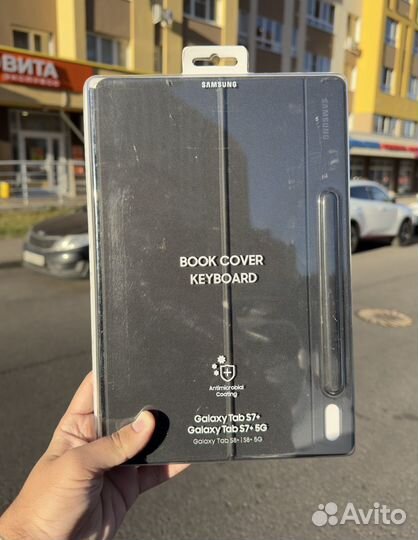 SAMSUNG
SAMSUNG
ВИТА
экспресс
BOOK COVER
KEYBOARD
Antimicrobial
Coating
Galaxy Tab S7+
Galaxy Tab S7+ 5G
Galaxy Tab S8+ | S8+ 5G
Avito